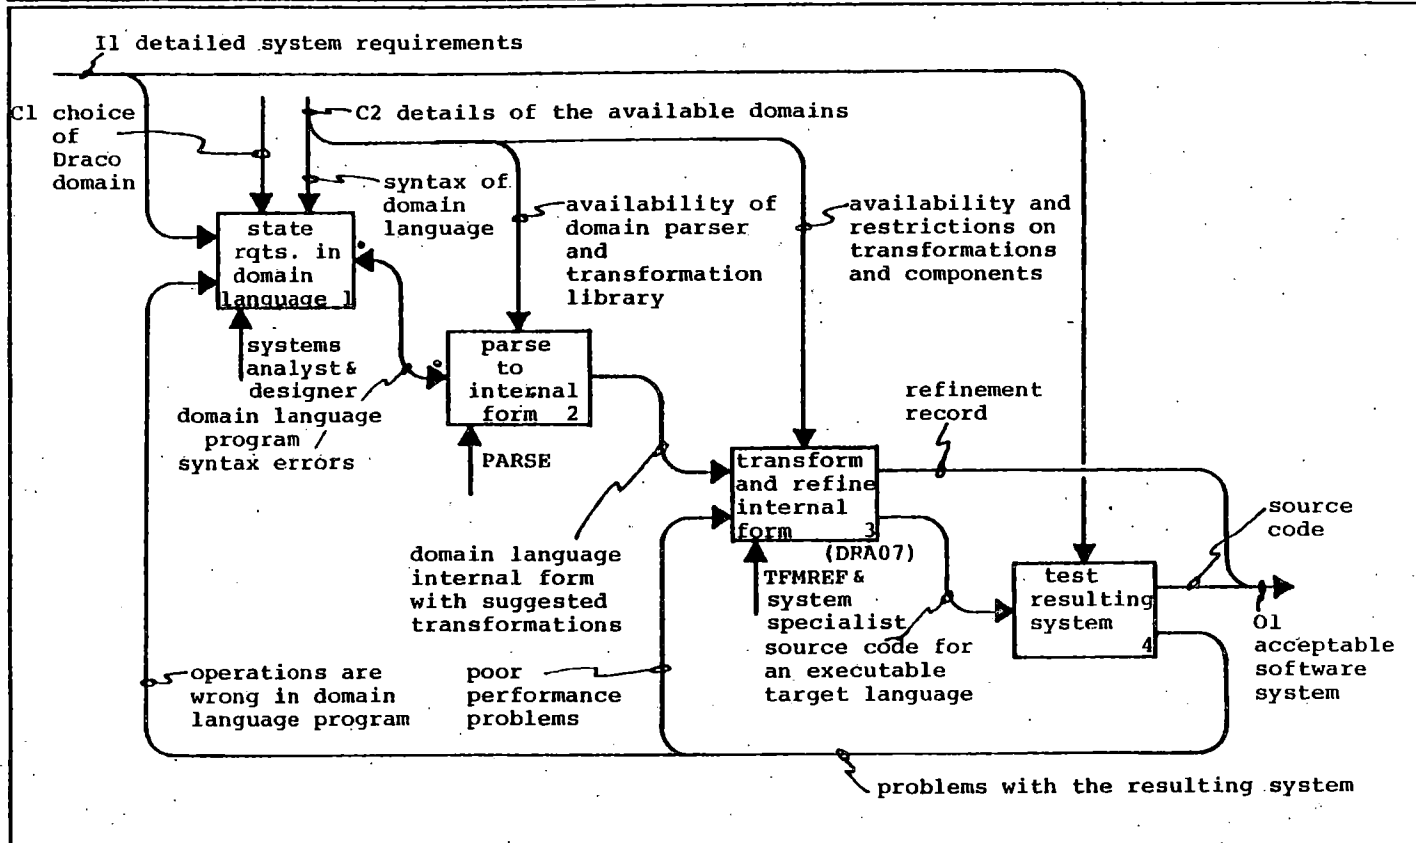 I1 detailed system requirements
C1 choice
of
Draco
domain
C2 details of the available domains
syntax of
domain
language
availability of
domain parser
and
transformation
library
availability and
restrictions on
transformations
and components
state
rqts. in
domain
language 1
systems
analyst &
designer
domain language
program /
syntax errors
parse
to
internal
form 2
PARSE
refinement
record
transform
and refine
internal
form 3
(DRA07)
domain language
internal form
with suggested
transformations
TFMREF &
system
specialist
source code for
an executable
target language
test
resulting
system
4
source
code
O1
acceptable
software
system
operations are
wrong in domain
language program
poor
performance
problems
problems with the resulting system